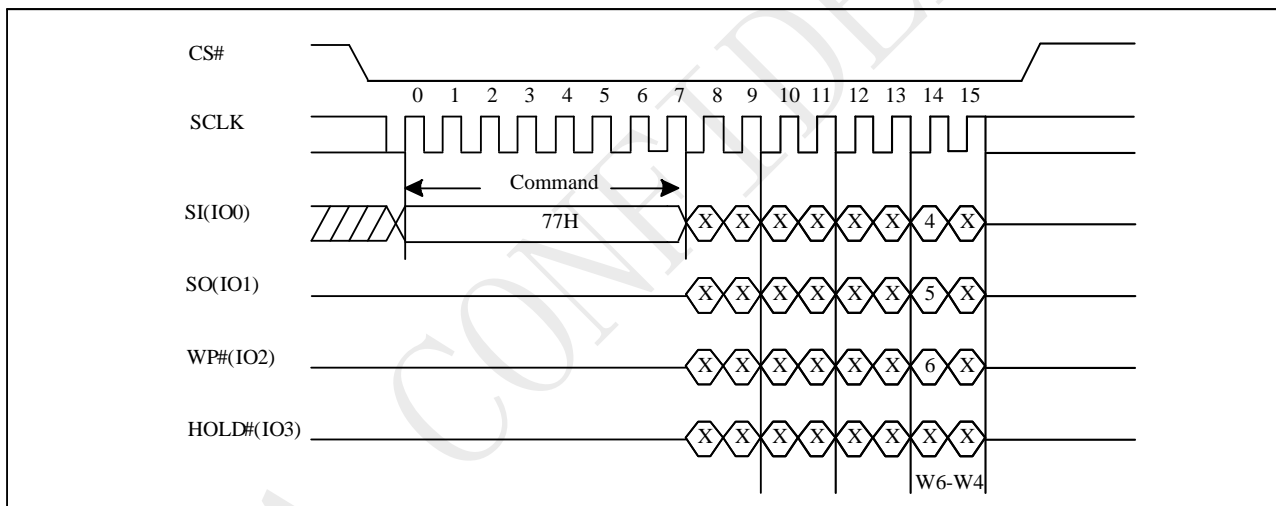 CS#
0 1 2 3 4 5 6 7 8 9 10 11 12 13 14 15
SCLK
Command
SI(IO0) 77H X X X X X X 4 X
SO(IO1) X X X X X X 5 X
WP#(IO2) X X X X X X 6 X
HOLD#(IO3) X X X X X X X X
W6-W4